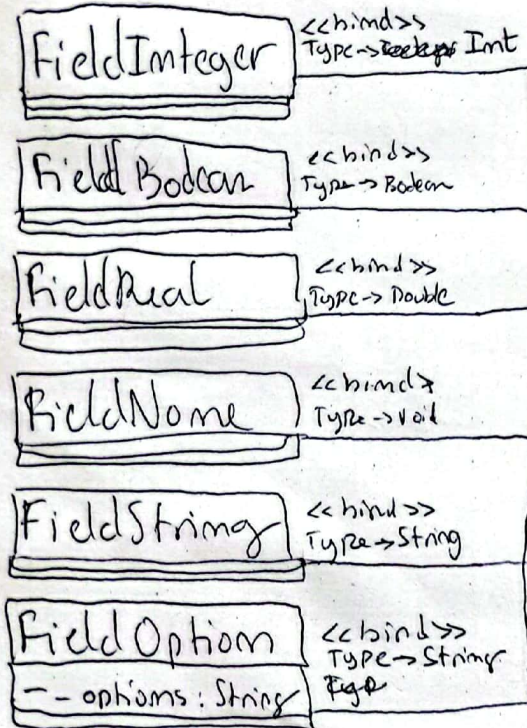 FieldInteger
<<bind>>
Type -> Int
FieldBoolean
<<bind>>
Type -> Boolean
FieldReal
<<bind>>
Type -> Double
FieldNone
<<bind>
Type -> Void
FieldString
<<bind>>
Type -> String
FieldOption
<<bind>>
Type -> String
-- options: String